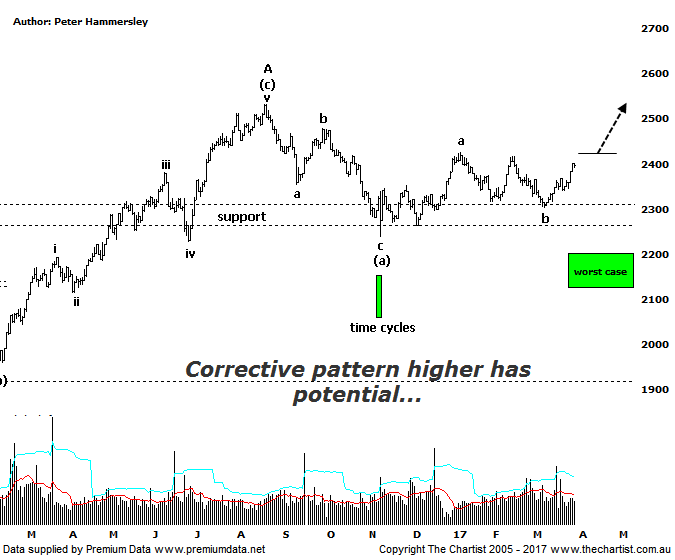 Author: Peter Hammersley
2700
2600
A
(c)
v
b
2500
iii
a
2400
a
support
2300
b
i
iv
c
(a)
2200
worst case
ii
2100
time cycles
2000
Corrective pattern higher has
potential...
1900
M A M J J A S O N D 17 F M A M
Data supplied by Premium Data www.premiumdata.net
Copyright The Chartist 2005 - 2017 www.thechartist.com.au